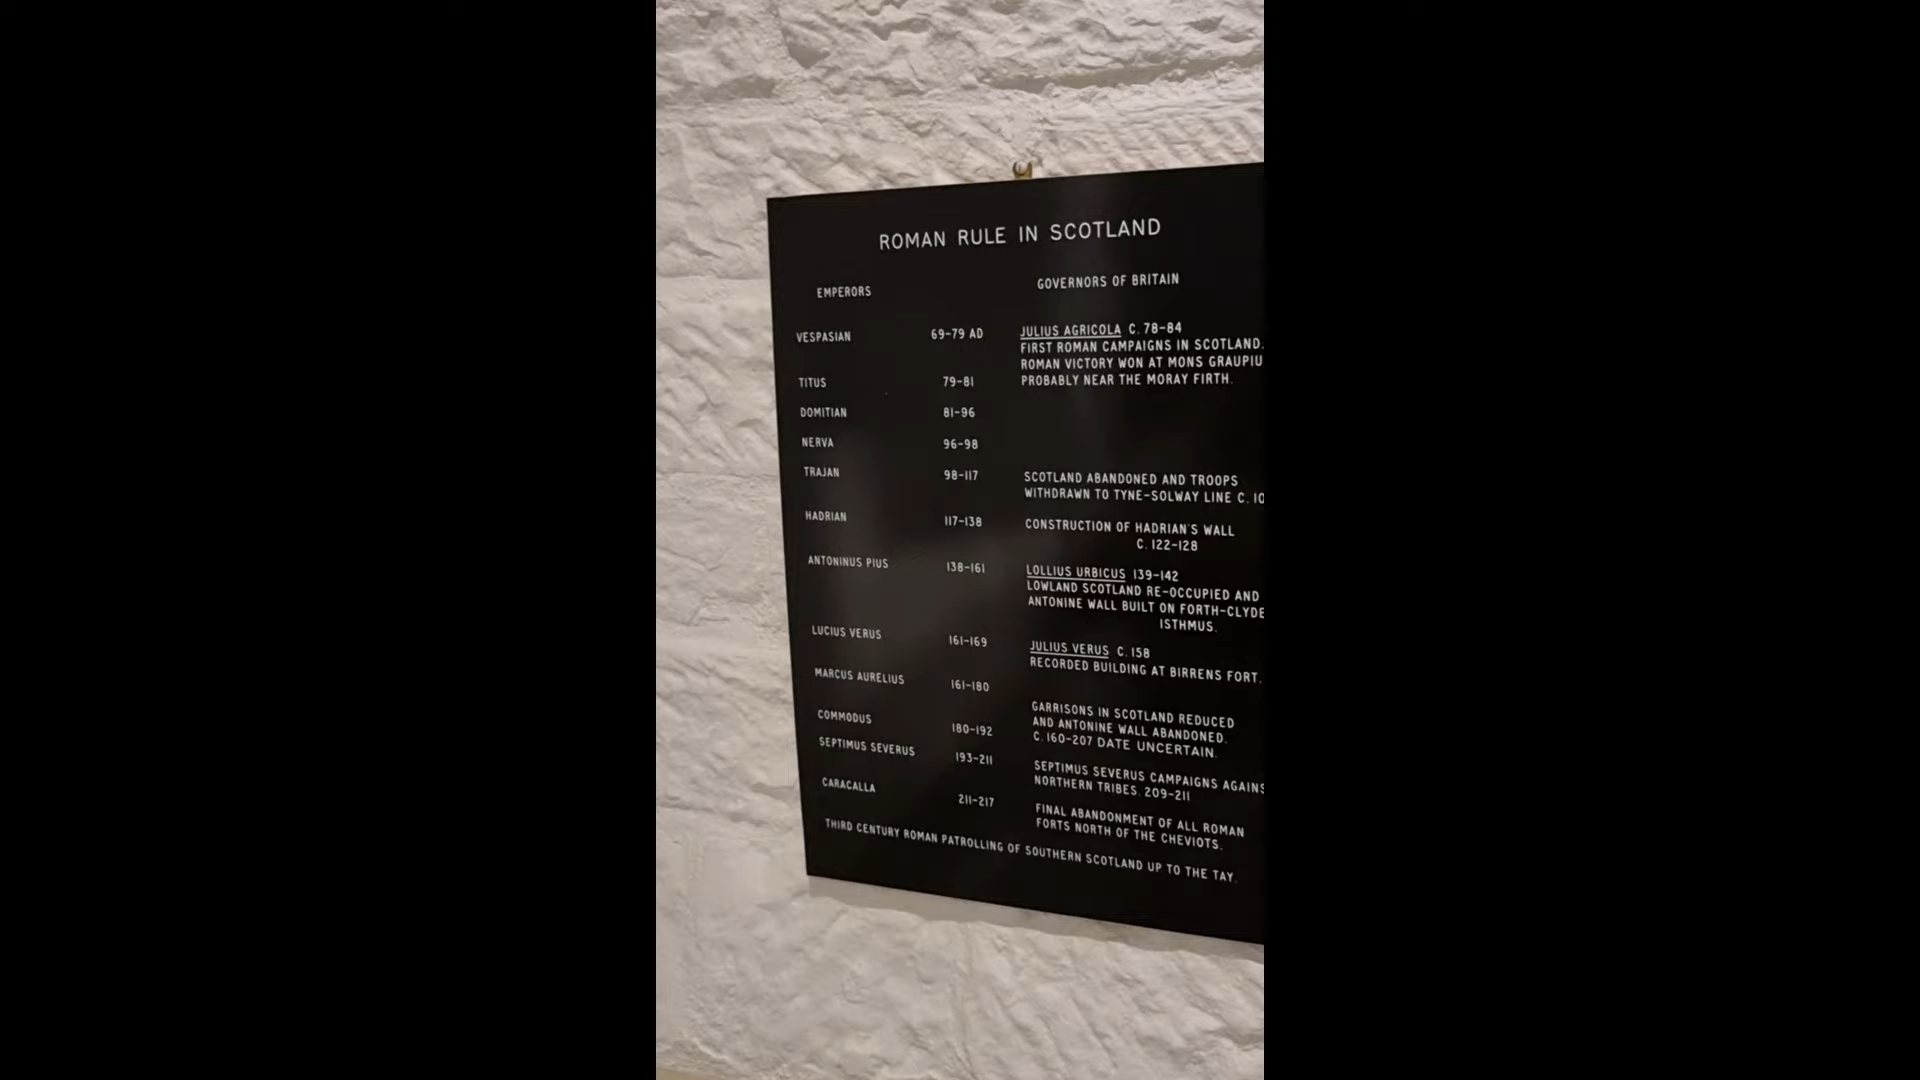 ROMAN RULE IN SCOTLAND
EMPERORS GOVERNORS OF BRITAIN
VESPASIAN 69-79 AD JULIUS AGRICOLA C. 78-84
FIRST ROMAN CAMPAIGNS IN SCOTLAND.
ROMAN VICTORY WON AT MONS GRAUPIU
TITUS 79-81 PROBABLY NEAR THE MORAY FIRTH.
DOMITIAN 81-96
NERVA 96-98
TRAJAN 98-117 SCOTLAND ABANDONED AND TROOPS
WITHDRAWN TO TYNE-SOLWAY LINE C. 10
HADRIAN 117-138 CONSTRUCTION OF HADRIAN'S WALL
C. 122-128
ANTONINUS PIUS 138-161 LOLLIUS URBICUS 139-142
LOWLAND SCOTLAND RE-OCCUPIED AND
ANTONINE WALL BUILT ON FORTH-CLYDE
ISTHMUS.
LUCIUS VERUS 161-169 JULIUS VERUS C. 158
RECORDED BUILDING AT BIRRENS FORT.
MARCUS AURELIUS 161-180
GARRISONS IN SCOTLAND REDUCED
COMMODUS 180-192 AND ANTONINE WALL ABANDONED.
C. 160-207 DATE UNCERTAIN.
SEPTIMUS SEVERUS 193-211 SEPTIMUS SEVERUS CAMPAIGNS AGAINS
NORTHERN TRIBES. 209-211
CARACALLA 211-217 FINAL ABANDONMENT OF ALL ROMAN
FORTS NORTH OF THE CHEVIOTS.
THIRD CENTURY ROMAN PATROLLING OF SOUTHERN SCOTLAND UP TO THE TAY.